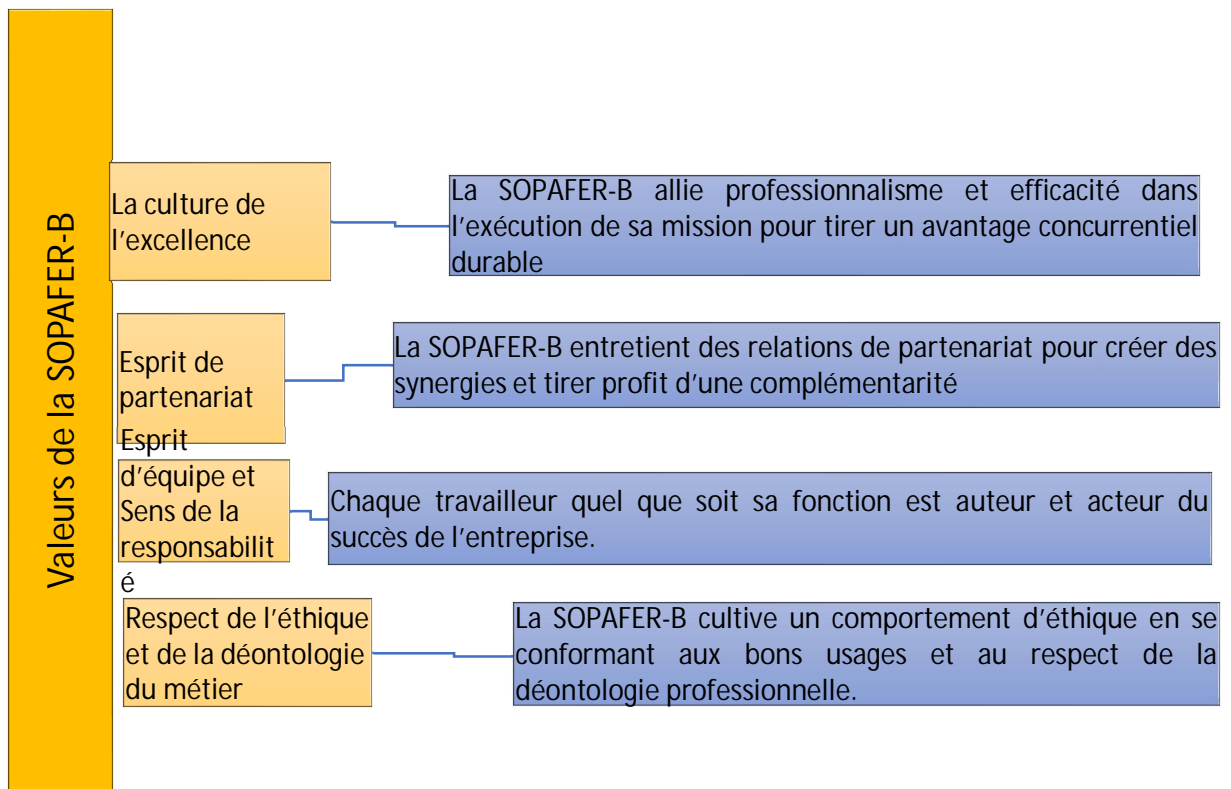 Valeurs de la SOPAFER-B
La culture de
l'excellence
La SOPAFER-B allie professionnalisme et efficacité dans
l'exécution de sa mission pour tirer un avantage concurrentiel
durable
Esprit de
partenariat
La SOPAFER-B entretient des relations de partenariat pour créer des
synergies et tirer profit d'une complémentarité
Esprit
d'équipe et
Sens de la
responsabilit
é
Chaque travailleur quel que soit sa fonction est auteur et acteur du
succès de l'entreprise.
Respect de l'éthique
et de la déontologie
du métier
La SOPAFER-B cultive un comportement d'éthique en se
conformant aux bons usages et au respect de la
déontologie professionnelle.